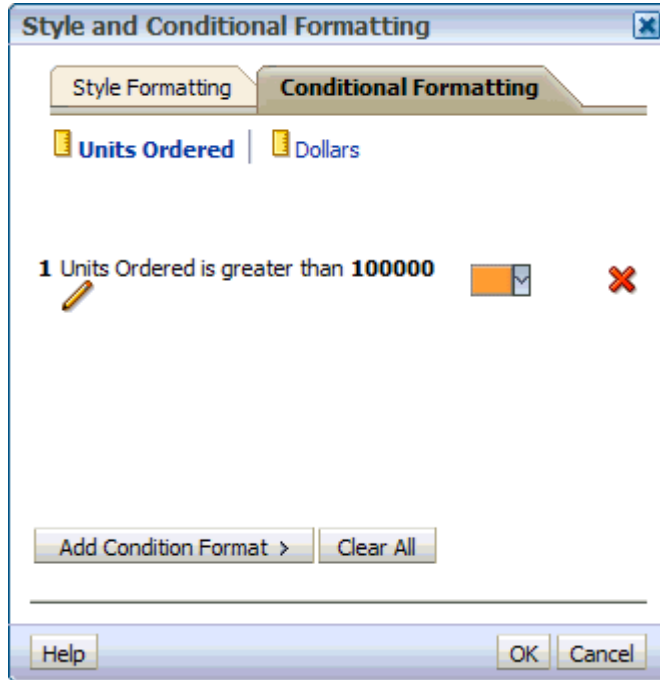 Style and Conditional Formatting
Style Formatting Conditional Formatting
Units Ordered Dollars
1 Units Ordered is greater than 100000
Add Condition Format > Clear All
Help OK Cancel